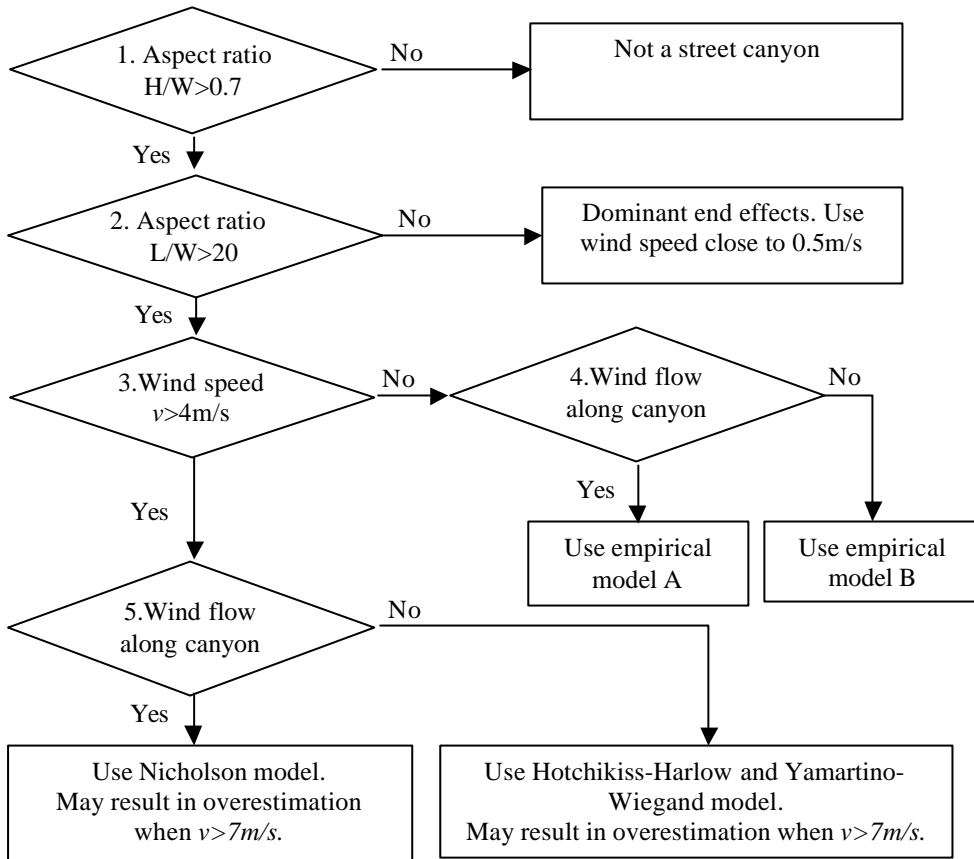 1. Aspect ratio
H/W>0.7
No
Not a street canyon
Yes
2. Aspect ratio
L/W>20
No
Dominant end effects. Use
wind speed close to 0.5m/s
Yes
3.Wind speed
v>4m/s
No
4.Wind flow
along canyon
No
Yes
Yes
Use empirical
model A
Use empirical
model B
5.Wind flow
along canyon
No
Yes
Use Nicholson model.
May result in overestimation
when v>7m/s.
Use Hotchikiss-Harlow and Yamartino-
Wiegand model.
May result in overestimation when v>7m/s.